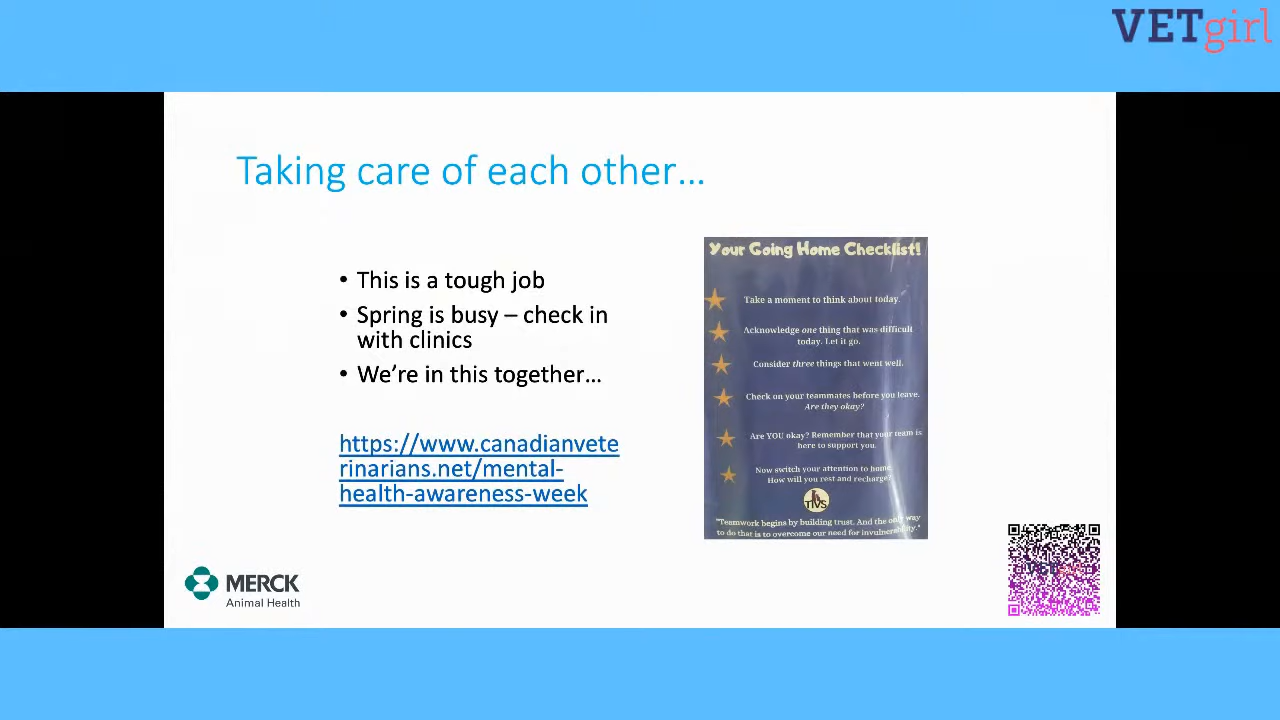 VETgirl
Taking care of each other...
• This is a tough job
• Spring is busy – check in
with clinics
• We're in this together...
https://www.canadianvete
rinarians.net/mental-
health-awareness-week
MERCK
Animal Health
Your Going Home Checklist!
Take a moment to think about today.
Acknowledge one thing that was difficult
today. Let it go.
Consider three things that went well.
Check on your teammates before you leave.
Are they okay?
Are YOU okay? Remember that your team is
here to support you.
Now switch your attention to home.
How will you rest and recharge?
TIVS
"Teamwork begins by building trust. And the only way
to do that is to overcome our need for invulnerability."
VETgirl